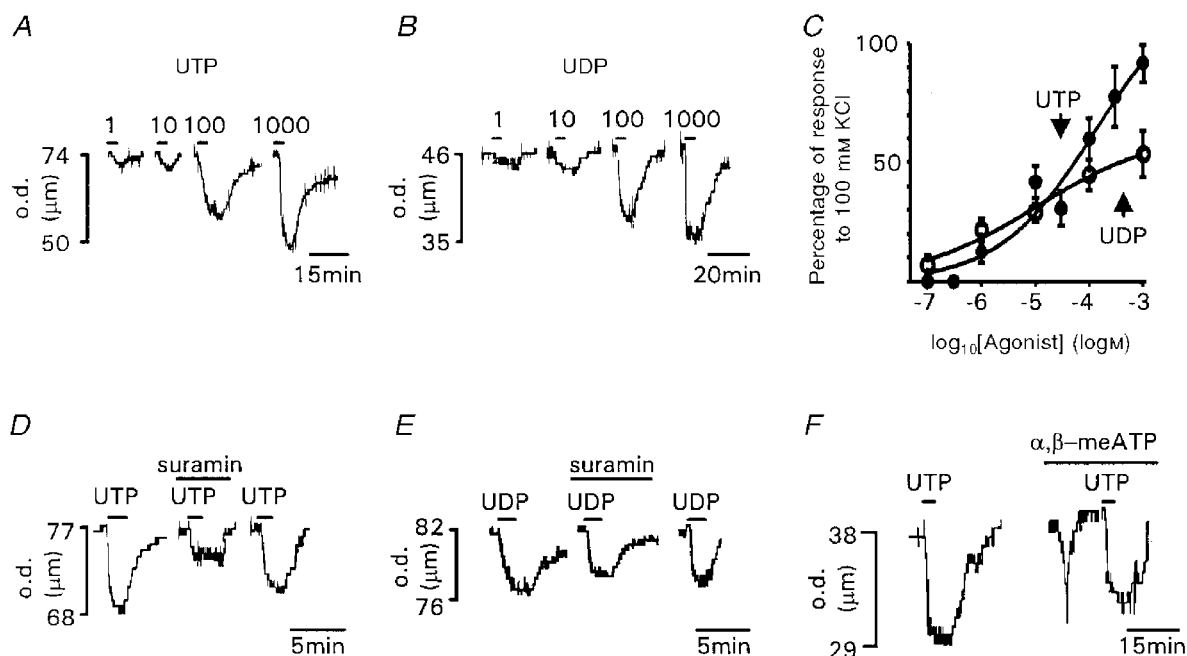 A
UTP
1 10 100 1000
74
o.d. (μm)
50
15min
B
UDP
1 10 100 1000
46
o.d. (μm)
35
20min
C
Percentage of response
to 100 mM KCl
100
50
UTP
UDP
-7 -6 -5 -4 -3
log10[Agonist] (logM)
D
suramin
UTP UTP UTP
77
o.d. (μm)
68
5min
E
suramin
UDP UDP UDP
82
o.d. (μm)
76
5min
F
α,β-meATP
UTP UTP
38
o.d. (μm)
29
15min